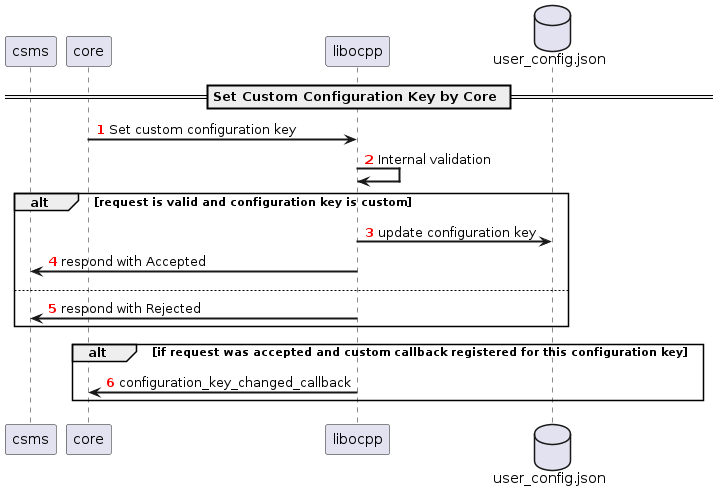 csms
core
libocpp
user_config.json
Set Custom Configuration Key by Core
1 Set custom configuration key
2 Internal validation
alt [request is valid and configuration key is custom]
3 update configuration key
4 respond with Accepted
5 respond with Rejected
alt [if request was accepted and custom callback registered for this configuration key]
6 configuration_key_changed_callback
csms
core
libocpp
user_config.json